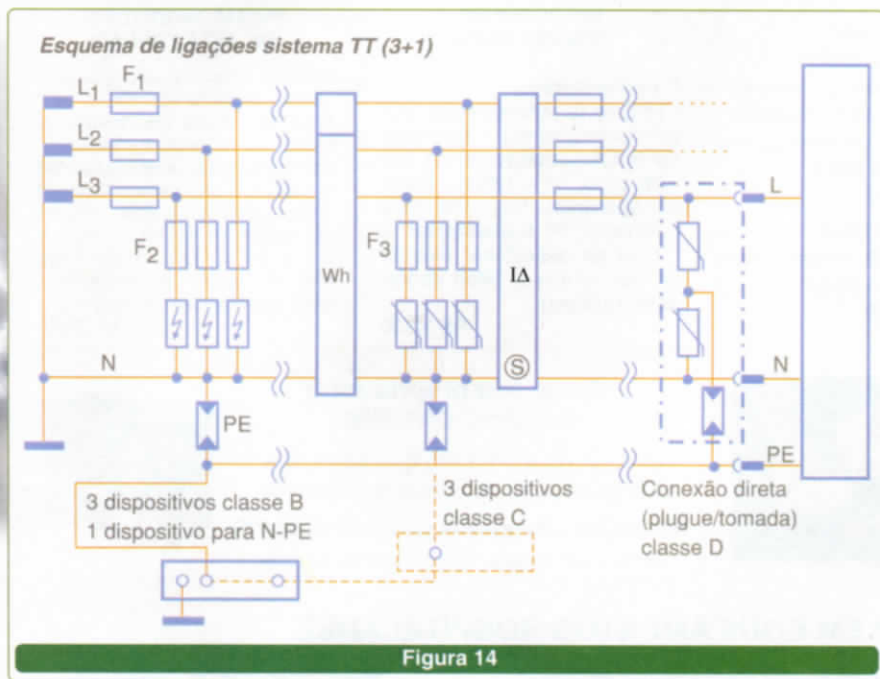 Esquema de ligações sistema TT (3+1)
L1 F1
L2
L3
F2
F3
Wh
IΔ
S
L
N
N
PE
PE
3 dispositivos classe B
1 dispositivo para N-PE
3 dispositivos
classe C
Conexão direta
(plugue/tomada)
classe D
Figura 14